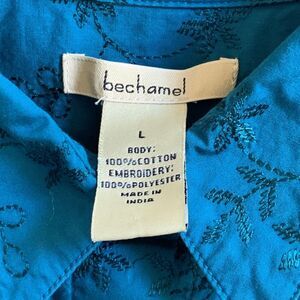 bechamel
L
BODY:
100%COTTON
EMBROIDERY:
100%POLYESTER
MADE IN
INDIA